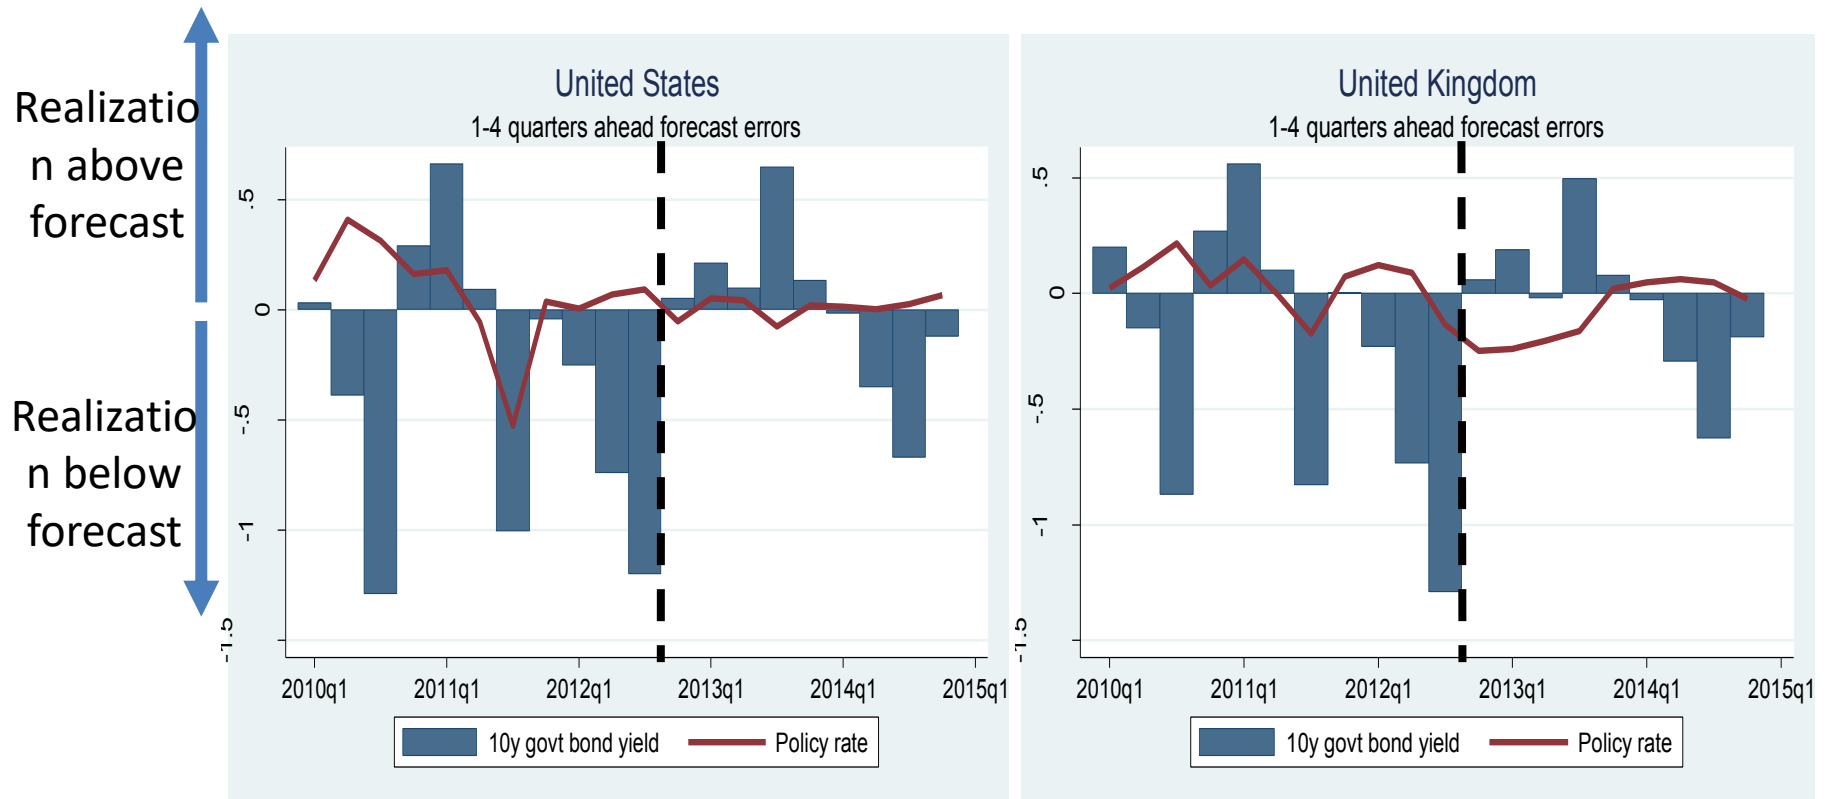 Realizatio
n above
forecast
Realizatio
n below
forecast
United States
1-4 quarters ahead forecast errors
.5
0
-.5
-1
-1.5
2010q1 2011q1 2012q1 2013q1 2014q1 2015q1
10y govt bond yield Policy rate
United Kingdom
1-4 quarters ahead forecast errors
.5
0
-.5
-1
-1.5
2010q1 2011q1 2012q1 2013q1 2014q1 2015q1
10y govt bond yield Policy rate